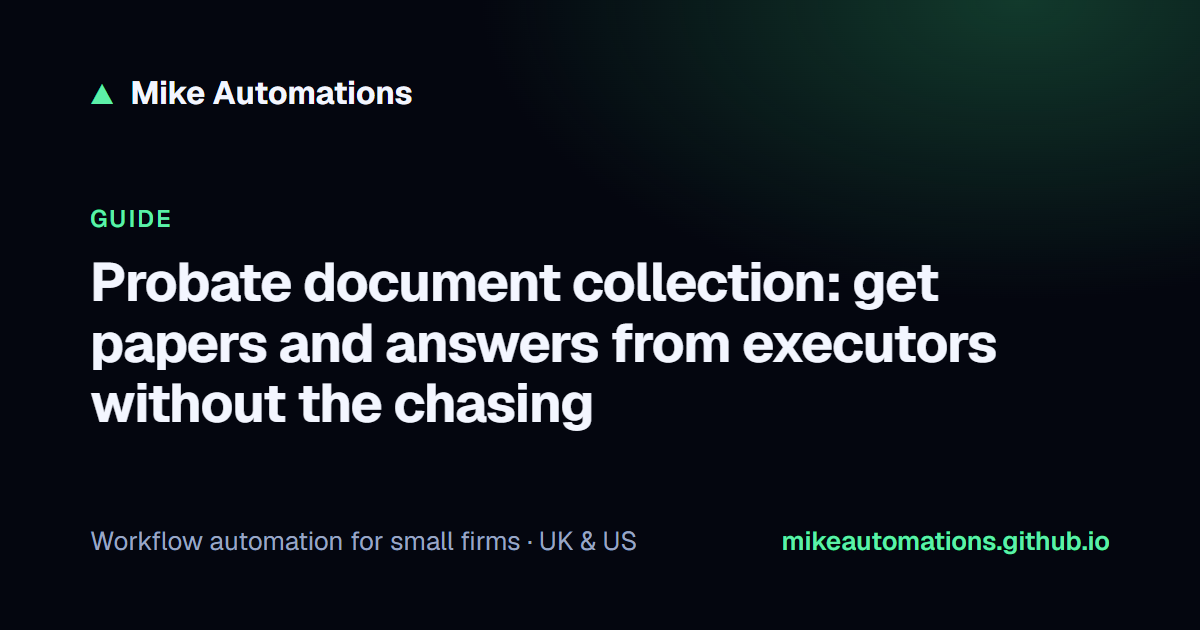 Mike Automations
GUIDE
Probate document collection: get
papers and answers from executors
without the chasing
Workflow automation for small firms · UK & US
mikeautomations.github.io